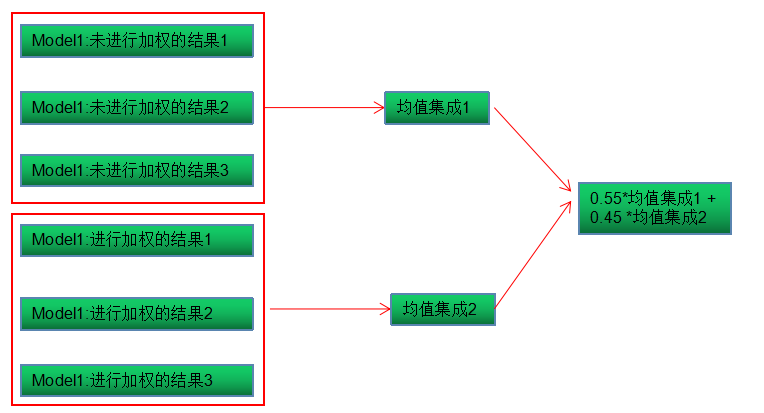 Model1:未进行加权的结果1
Model1:未进行加权的结果2
Model1:未进行加权的结果3
均值集成1
0.55*均值集成1 +
0.45 *均值集成2
Model1:进行加权的结果1
Model1:进行加权的结果2
Model1:进行加权的结果3
均值集成2